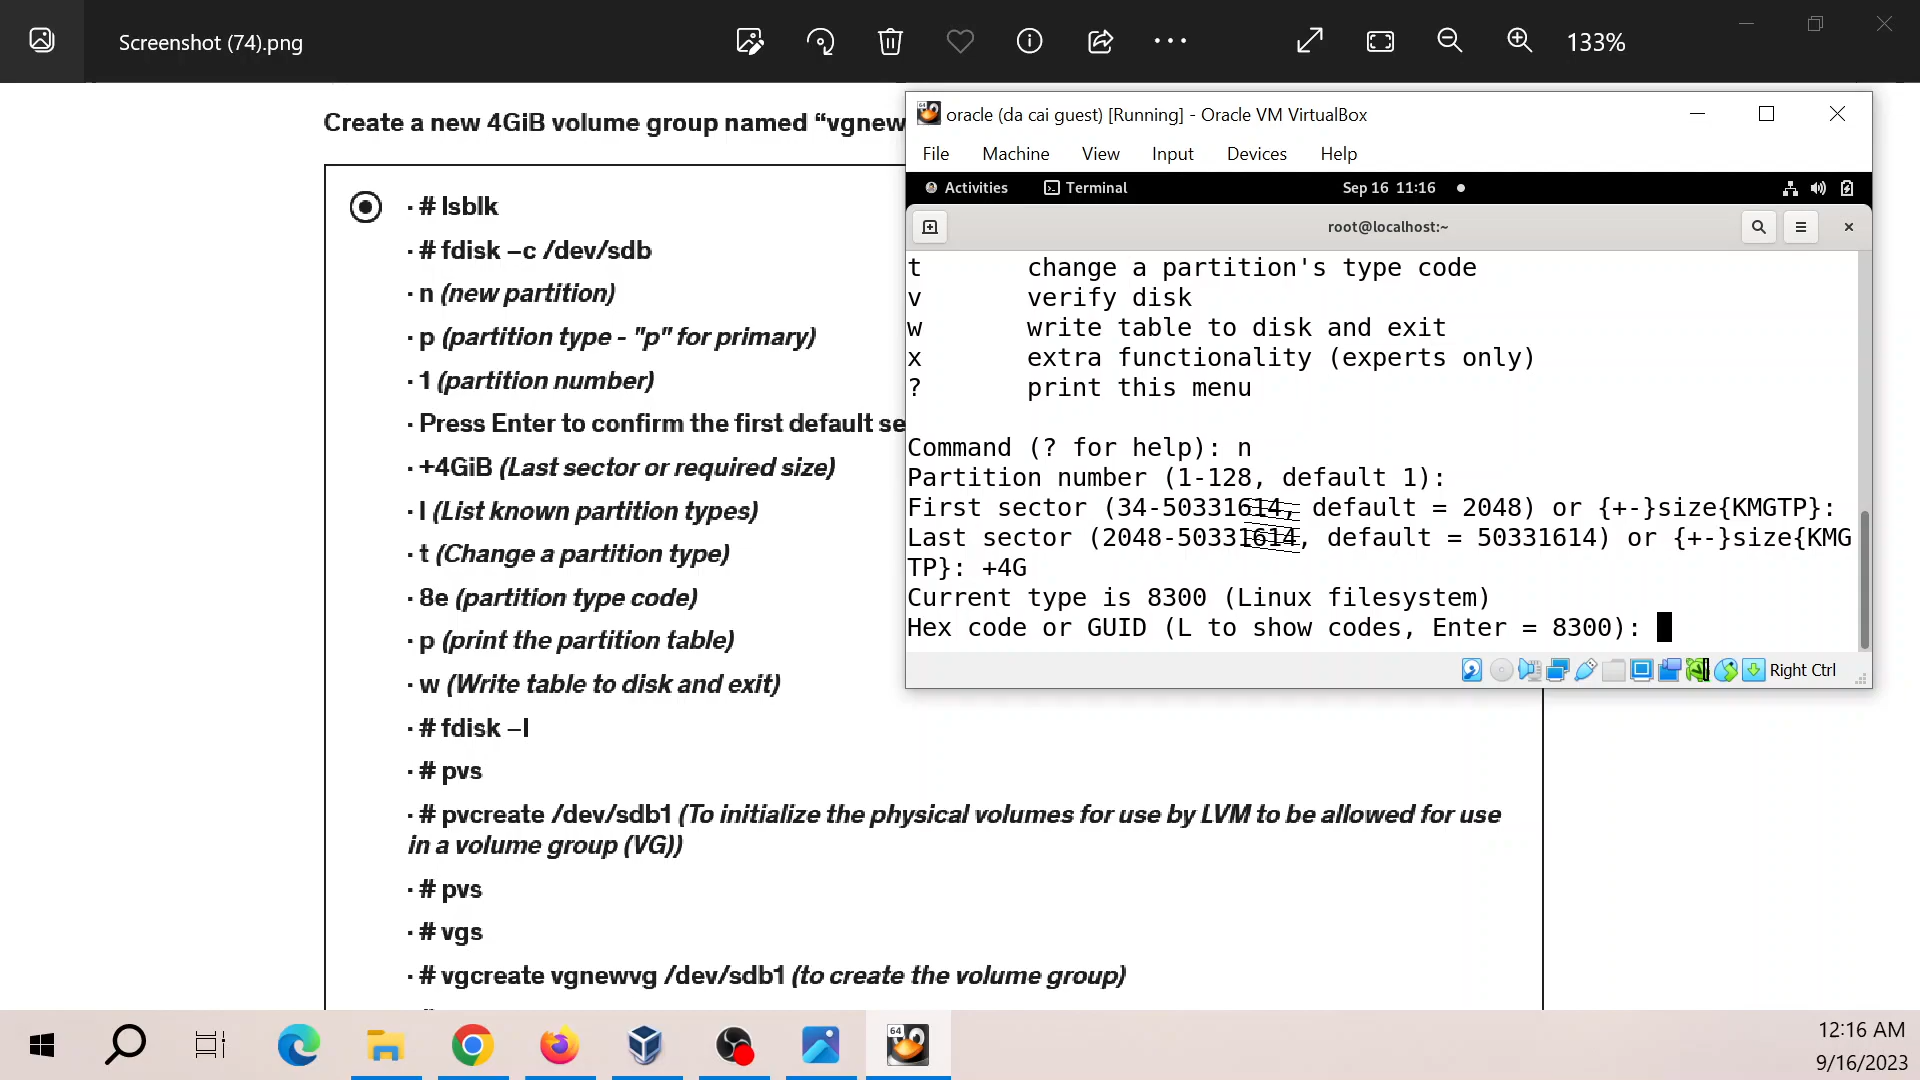 Screenshot (74).png
133%
Create a new 4GiB volume group named “vgnew
· # lsblk
· # fdisk –c /dev/sdb
· n (new partition)
· p (partition type - "p" for primary)
· 1 (partition number)
· Press Enter to confirm the first default se
· +4GiB (Last sector or required size)
· l (List known partition types)
· t (Change a partition type)
· 8e (partition type code)
· p (print the partition table)
· w (Write table to disk and exit)
· # fdisk –l
· # pvs
· # pvcreate /dev/sdb1 (To initialize the physical volumes for use by LVM to be allowed for use
in a volume group (VG))
· # pvs
· # vgs
· # vgcreate vgnewvg /dev/sdb1 (to create the volume group)
oracle (da cai guest) [Running] - Oracle VM VirtualBox
File Machine View Input Devices Help
Activities Terminal Sep 16 11:16
root@localhost:~
t change a partition's type code
v verify disk
w write table to disk and exit
x extra functionality (experts only)
? print this menu
Command (? for help): n
Partition number (1-128, default 1):
First sector (34-50331614, default = 2048) or {+-}size{KMGTP}:
Last sector (2048-50331614, default = 50331614) or {+-}size{KMG
TP}: +4G
Current type is 8300 (Linux filesystem)
Hex code or GUID (L to show codes, Enter = 8300):
Right Ctrl
64
12:16 AM
9/16/2023